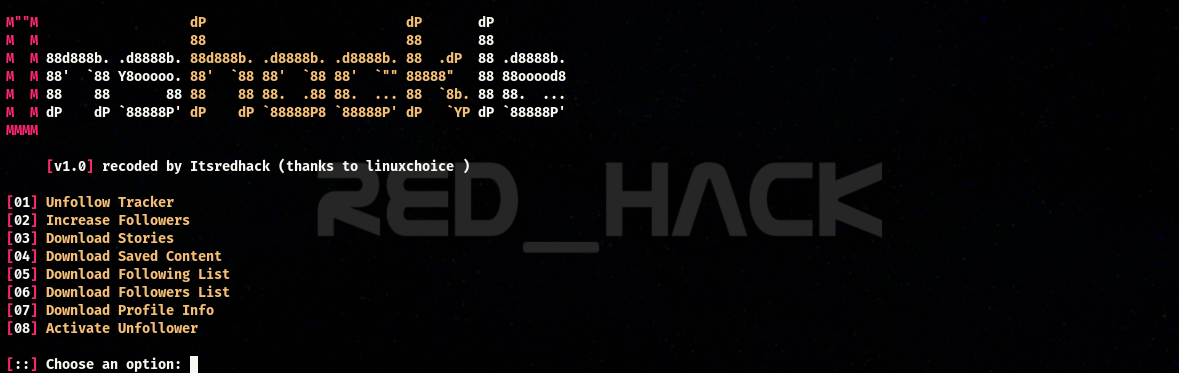 M""M                   dP                         dP       dP
M  M                   88                         88       88
M  M 88d888b. .d8888b. 88d888b. .d8888b. .d8888b. 88  .dP  88 .d8888b.
M  M 88'  `88 Y8ooooo. 88'  `88 88'  `88 88'  `"" 88888"   88 88ooood8
M  M 88    88       88 88    88 88.  .88 88.  ... 88  `8b. 88 88.  ...
M  M dP    dP `88888P' dP    dP `88888P8 `88888P' dP   `YP dP `88888P'
MMMM
[v1.0] recoded by Itsredhack (thanks to linuxchoice )
RED_HACK
[01] Unfollow Tracker
[02] Increase Followers
[03] Download Stories
[04] Download Saved Content
[05] Download Following List
[06] Download Followers List
[07] Download Profile Info
[08] Activate Unfollower
[::] Choose an option: